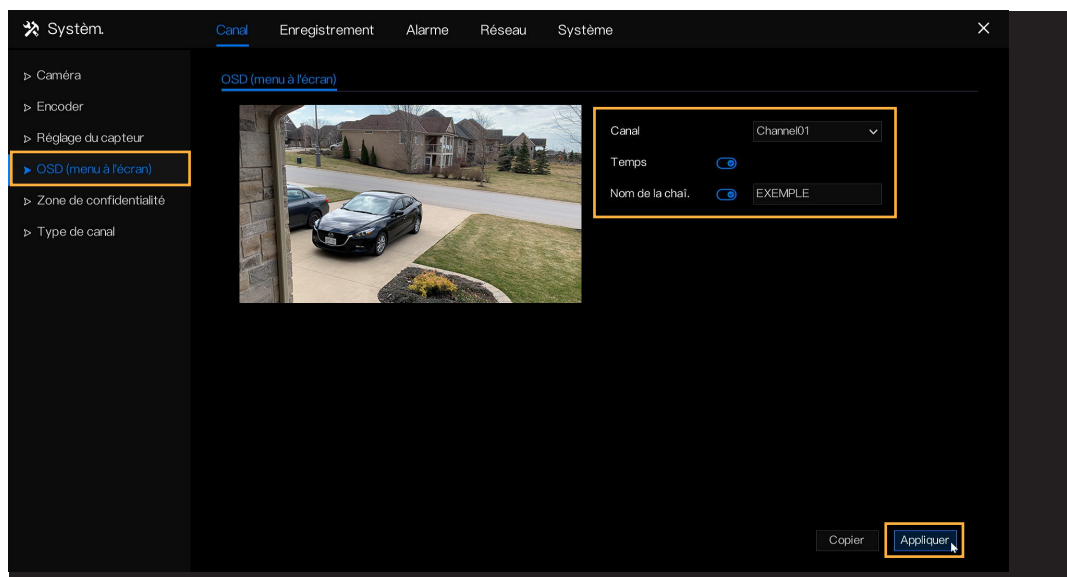 Systèm.
Canal Enregistrement Alarme Réseau Système
Caméra
Encoder
Réglage du capteur
OSD (menu à l'écran)
Zone de confidentialité
Type de canal
OSD (menu à l'écran)
Canal Channel01
Temps
Nom de la chaî. EXEMPLE
Copier Appliquer